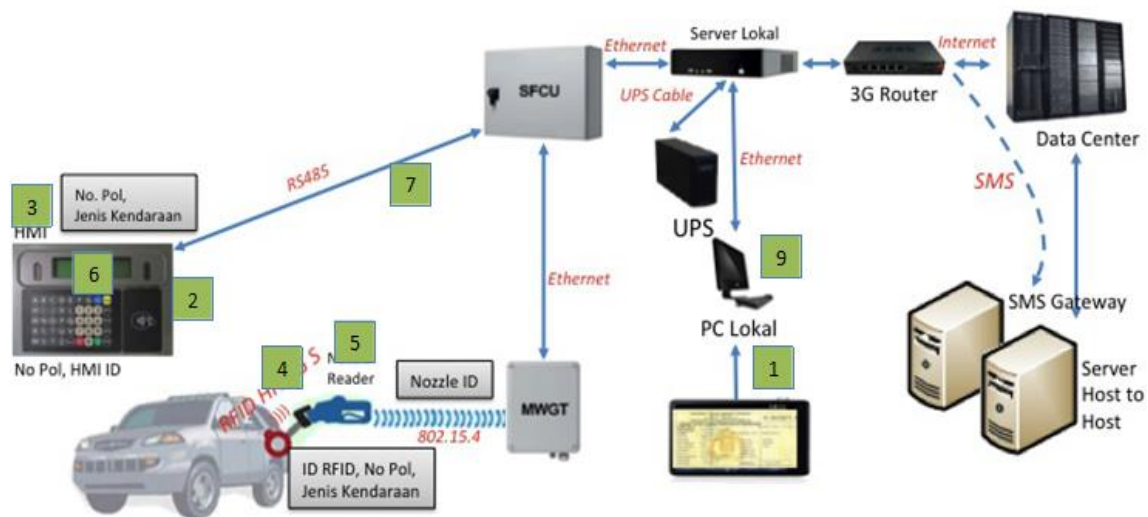 Ethernet
Server Lokal
Internet
SFCU
UPS Cable
3G Router
Data Center
RS485
7
Ethernet
SMS
3
No. Pol,
Jenis Kendaraan
HMI
6
2
UPS
9
Ethernet
PC Lokal
SMS Gateway
No Pol, HMI ID
4
5
Reader
RFID
Nozzle ID
MWGT
1
Server
Host to
Host
802.15.4
ID RFID, No Pol,
Jenis Kendaraan